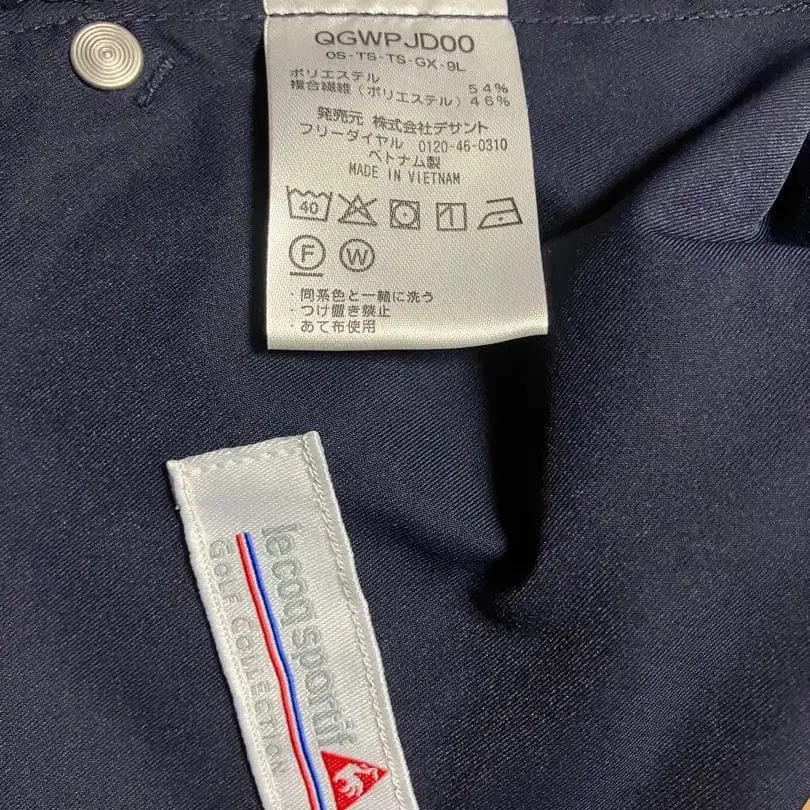 QGWPJD00
OS-TS-TS-GX-9L
ポリエステル 54%
複合繊維(ポリエステル) 46%
発売元 株式会社デサント
フリーダイヤル 0120-46-0310
ベトナム製
MADE IN VIETNAM
40
F W
・同系色と一緒に洗う
・つけ置き禁止
・あて布使用
le coq sportif
GOLF COLLECTION